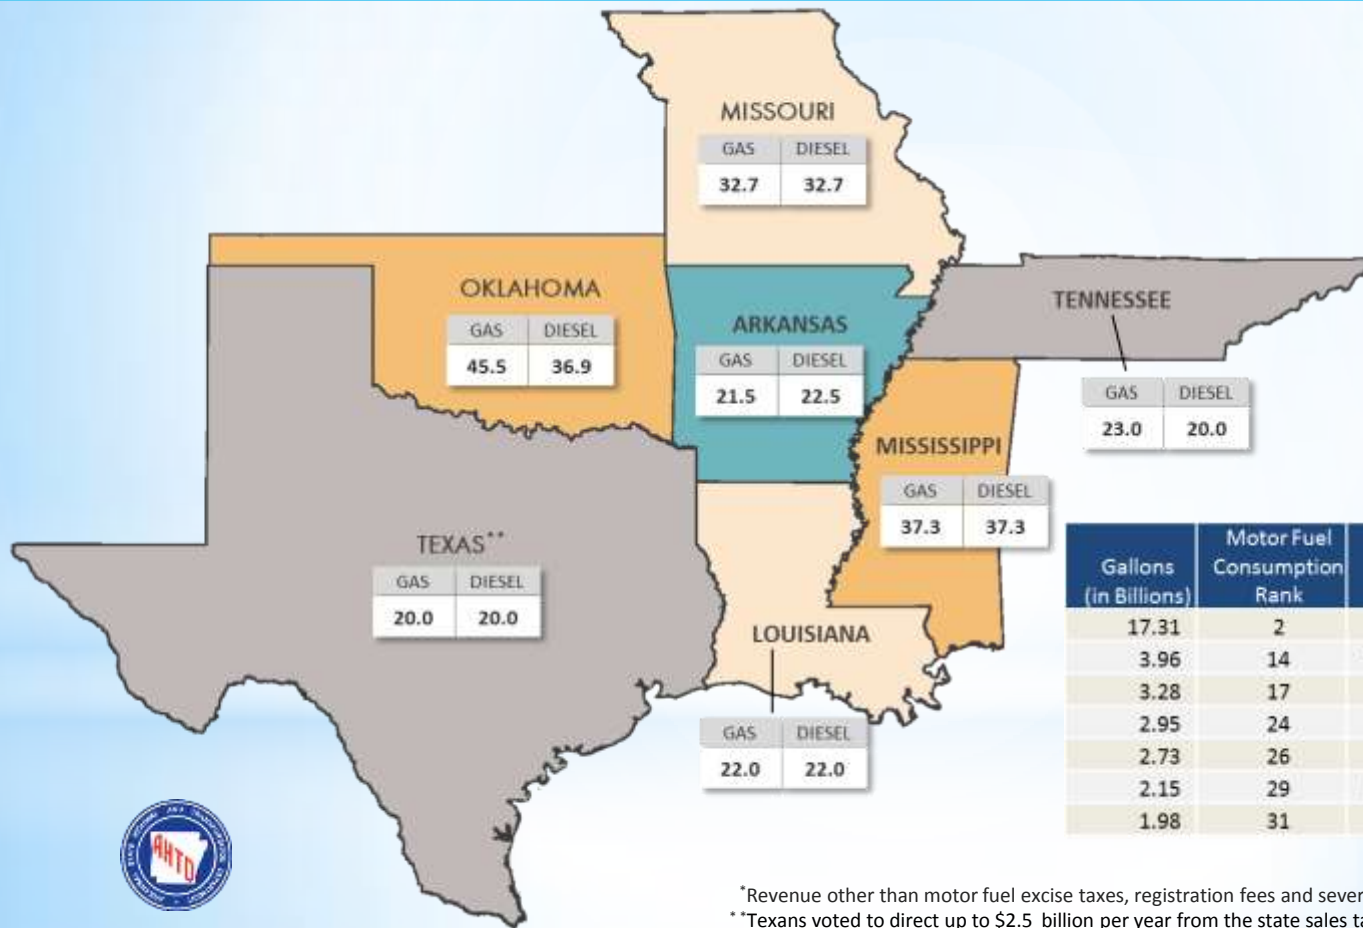 MISSOURI
GAS DIESEL
32.7 32.7
OKLAHOMA
GAS DIESEL
45.5 36.9
ARKANSAS
GAS DIESEL
21.5 22.5
TENNESSEE
GAS DIESEL
23.0 20.0
MISSISSIPPI
GAS DIESEL
37.3 37.3
TEXAS**
GAS DIESEL
20.0 20.0
LOUISIANA
GAS DIESEL
22.0 22.0
Gallons (in Billions) Motor Fuel Consumption Rank
17.31 2
3.96 14
3.28 17
2.95 24
2.73 26
2.15 29
1.98 31
AHTD
*Revenue other than motor fuel excise taxes, registration fees and sever
**Texans voted to direct up to $2.5 billion per year from the state sales ta